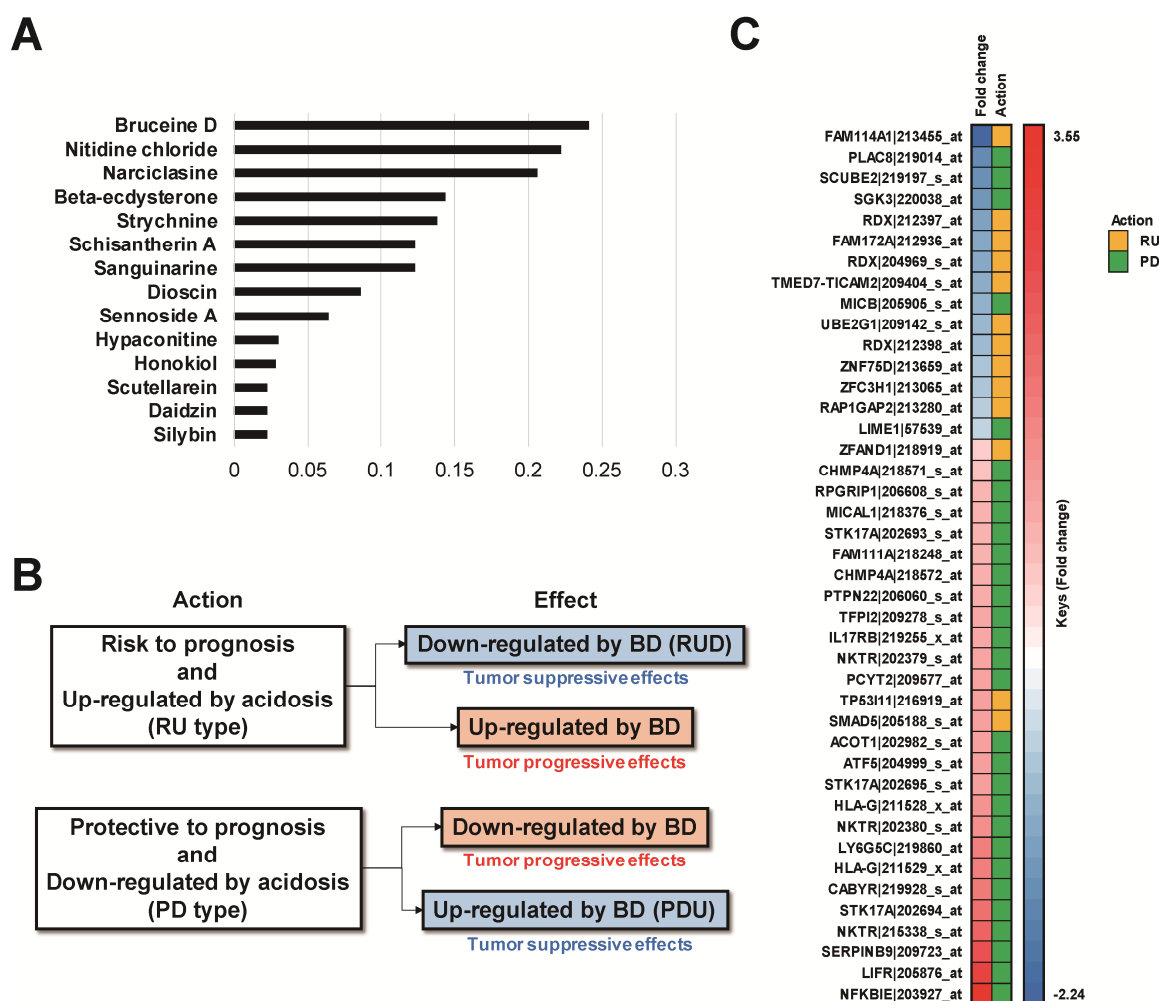 A
Bruceine D
Nitidine chloride
Narciclasine
Beta-ecdysterone
Strychnine
Schisantherin A
Sanguinarine
Dioscin
Sennoside A
Hypaconitine
Honokiol
Scutellarein
Daidzin
Silybin
0 0.05 0.1 0.15 0.2 0.25 0.3
B
Action
Effect
Risk to prognosis
and
Up-regulated by acidosis
(RU type)
Down-regulated by BD (RUD)
Tumor suppressive effects
Up-regulated by BD
Tumor progressive effects
Protective to prognosis
and
Down-regulated by acidosis
(PD type)
Down-regulated by BD
Tumor progressive effects
Up-regulated by BD (PDU)
Tumor suppressive effects
C
Fold change
Action
FAM114A1|213455_at
PLAC8|219014_at
SCUBE2|219197_s_at
SGK3|220038_at
RDX|212397_at
FAM172A|212936_at
RDX|204969_s_at
TMED7-TICAM2|209404_s_at
MICB|205905_s_at
UBE2G1|209142_s_at
RDX|212398_at
ZNF75D|213659_at
ZFC3H1|213065_at
RAP1GAP2|213280_at
LIME1|57539_at
ZFAND1|218919_at
CHMP4A|218571_s_at
RPGRIP1|206608_s_at
MICAL1|218376_s_at
STK17A|202693_s_at
FAM111A|218248_at
CHMP4A|218572_at
PTPN22|206060_s_at
TFPI2|209278_s_at
IL17RB|219255_x_at
NKTR|202379_s_at
PCYT2|209577_at
TP53I11|216919_at
SMAD5|205188_s_at
ACOT1|202982_s_at
ATF5|204999_s_at
STK17A|202695_s_at
HLA-G|211528_x_at
NKTR|202380_s_at
LY6G5C|219860_at
HLA-G|211529_x_at
CABYR|219928_s_at
STK17A|202694_at
NKTR|215338_s_at
SERPINB9|209723_at
LIFR|205876_at
NFKBIE|203927_at
3.55
Keys (Fold change)
-2.24
Action
RU
PD